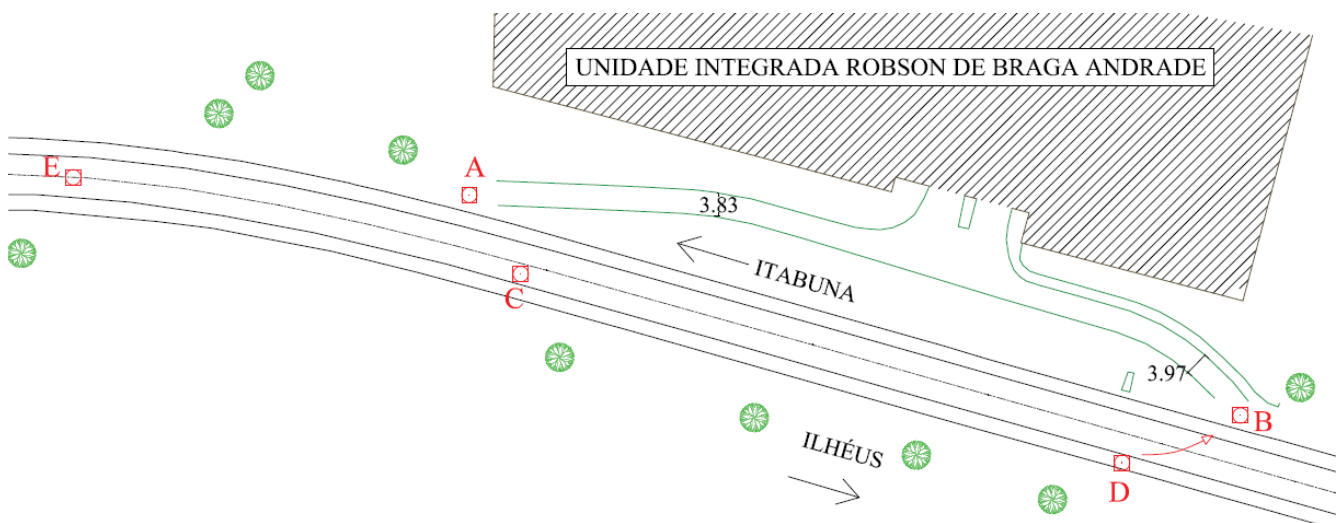 UNIDADE INTEGRADA ROBSON DE BRAGA ANDRADE
E
A
3.83
ITABUNA
C
3.97
B
ILHÉUS
D